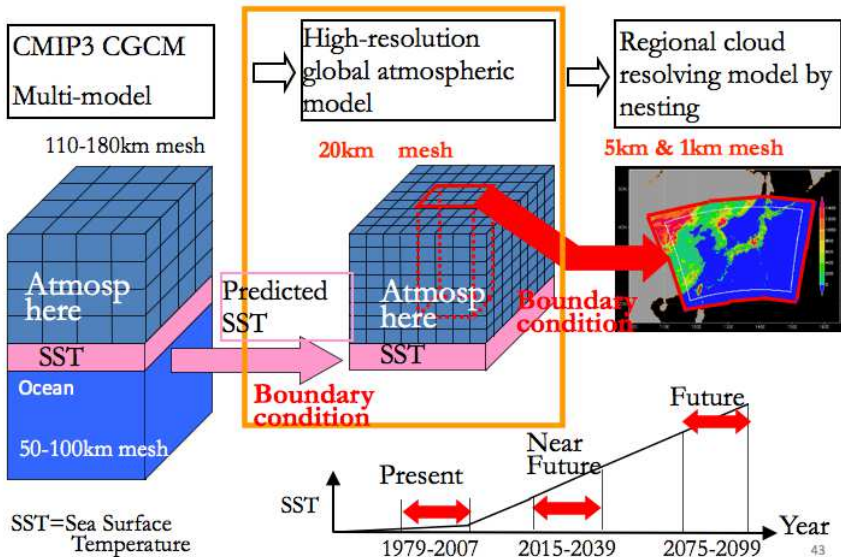 CMIP3 CGCM
Multi-model
High-resolution
global atmospheric
model
Regional cloud
resolving model by
nesting
110-180km mesh
20km mesh
5km & 1km mesh
Atmosp
here
SST
Ocean
50-100km mesh
Predicted
SST
Boundary
condition
Atmosp
here
SST
Boundary
condition
SST=Sea Surface
Temperature
SST
Present
Near
Future
Future
Year
1979-2007
2015-2039
2075-2099
43